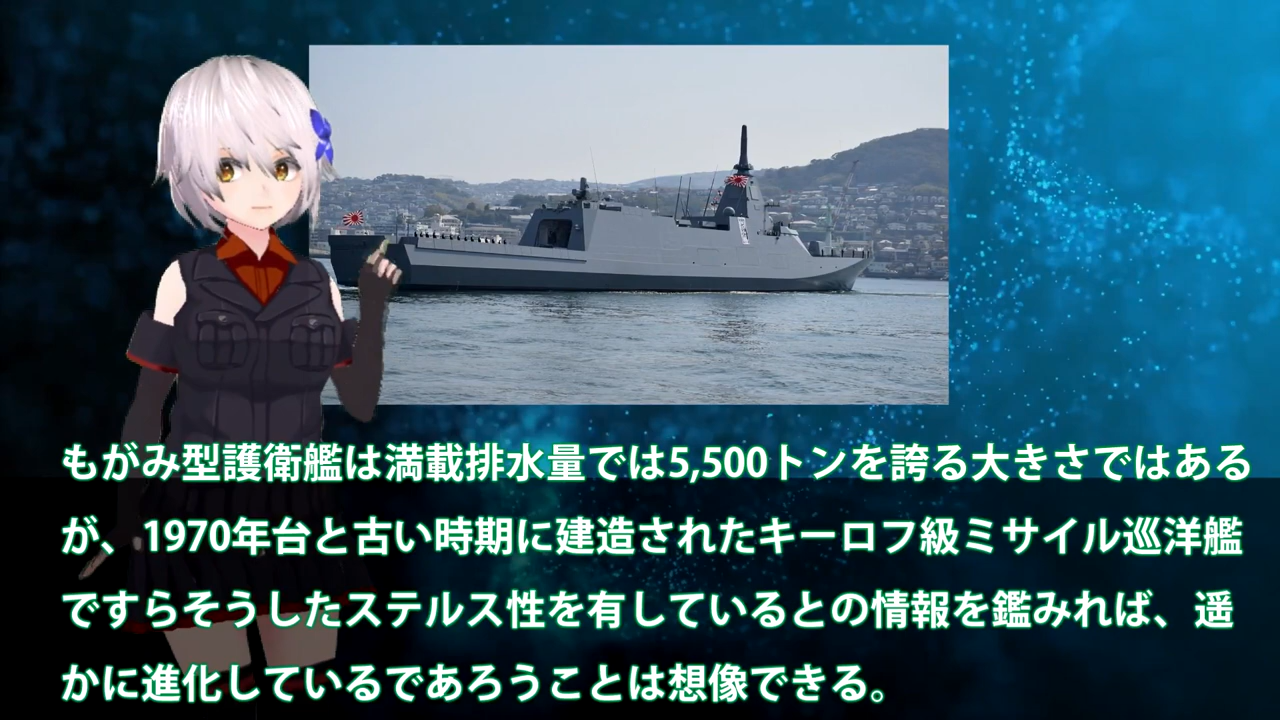 もがみ型護衛艦は満載排水量では5,500トンを誇る大きさではある
が、1970年台と古い時期に建造されたキーロフ級ミサイル巡洋艦
ですらそうしたステルス性を有しているとの情報を鑑みれば、遥
かに進化しているであろうことは想像できる。